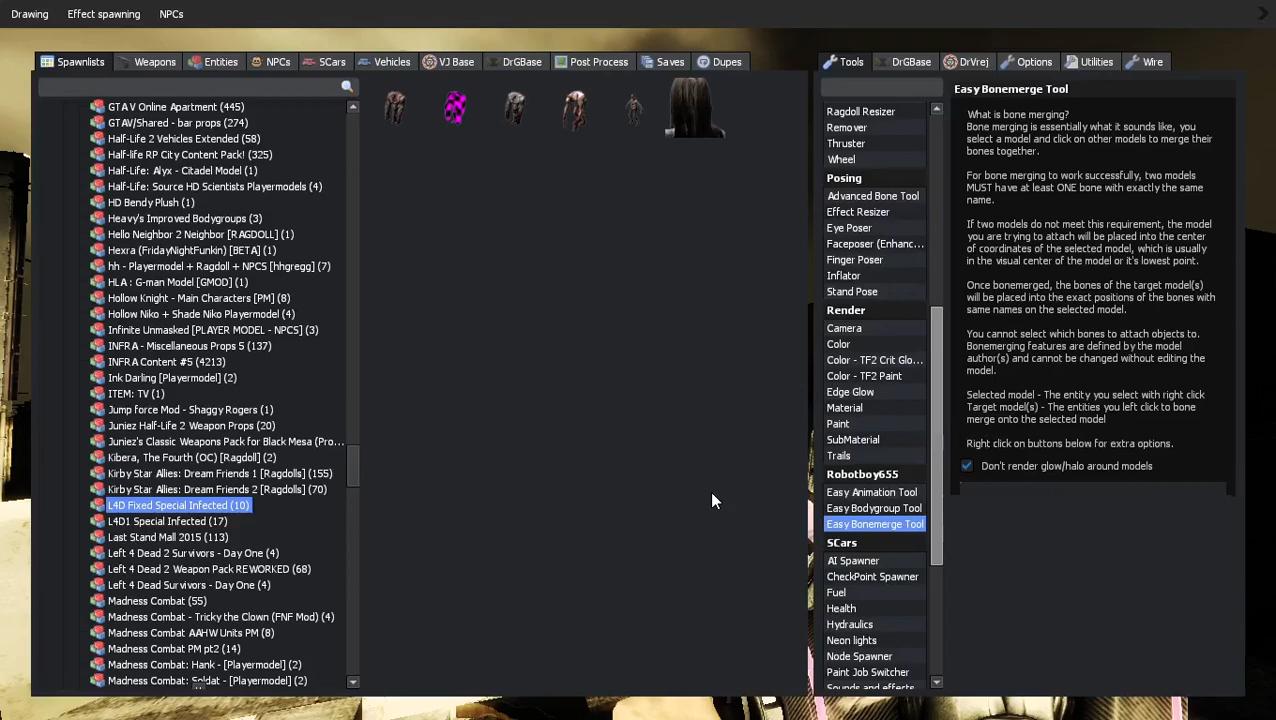 Drawing Effect spawning NPCs
Spawnlists Weapons Entities NPCs SCars Vehicles VJ Base DrGBase Post Process Saves Dupes
GTA V Online Apartment (445)
GTAV/Shared - bar props (274)
Half-Life 2 Vehicles Extended (58)
Half-life RP City Content Pack! (325)
Half-Life: Alyx - Citadel Model (1)
Half-Life: Source HD Scientists Playermodels (4)
HD Bendy Plush (1)
Heavy's Improved Bodygroups (3)
Hello Neighbor 2 Neighbor [RAGDOLL] (1)
Hexra (FridayNightFunkin) [BETA] (1)
hh - Playermodel + Ragdoll + NPCS [hhgregg] (7)
HLA : G-man Model [GMOD] (1)
Hollow Knight - Main Characters [PM] (8)
Hollow Niko + Shade Niko Playermodel (4)
Infinite Unmasked [PLAYER MODEL - NPCS] (3)
INFRA - Miscellaneous Props 5 (137)
INFRA Content #5 (4213)
Ink Darling [Playermodel] (2)
ITEM: TV (1)
Jump force Mod - Shaggy Rogers (1)
Juniez Half-Life 2 Weapon Props (20)
Juniez's Classic Weapons Pack for Black Mesa (Pro...
Kibera, The Fourth (OC) [Ragdoll] (2)
Kirby Star Allies: Dream Friends 1 [Ragdolls] (155)
Kirby Star Allies: Dream Friends 2 [Ragdolls] (70)
L4D Fixed Special Infected (10)
L4D1 Special Infected (17)
Last Stand Mall 2015 (113)
Left 4 Dead 2 Survivors - Day One (4)
Left 4 Dead 2 Weapon Pack REWORKED (68)
Left 4 Dead Survivors - Day One (4)
Madness Combat (55)
Madness Combat - Tricky the Clown (FNF Mod) (4)
Madness Combat AAHW Units PM (8)
Madness Combat PM pt2 (14)
Madness Combat: Hank - [Playermodel] (2)
Madness Combat: Soldat - [Playermodel] (2)
Tools DrGBase DrVrej Options Utilities Wire
Ragdoll Resizer
Remover
Thruster
Wheel
Posing
Advanced Bone Tool
Effect Resizer
Eye Poser
Faceposer (Enhanc...
Finger Poser
Inflator
Stand Pose
Render
Camera
Color
Color - TF2 Crit Glo...
Color - TF2 Paint
Edge Glow
Material
Paint
SubMaterial
Trails
Robotboy655
Easy Animation Tool
Easy Bodygroup Tool
Easy Bonemerge Tool
SCars
AI Spawner
CheckPoint Spawner
Fuel
Health
Hydraulics
Neon lights
Node Spawner
Paint Job Switcher
Sounds and effects
Easy Bonemerge Tool
What is bone merging?
Bone merging is essentially what it sounds like, you
select a model and click on other models to merge their
bones together.
For bone merging to work successfully, two models
MUST have at least ONE bone with exactly the same
name.
If two models do not meet this requirement, the model
you are trying to attach will be placed into the center
of coordinates of the selected model, which is usually
in the visual center of the model or it's lowest point.
Once bonemerged, the bones of the target model(s)
will be placed into the exact positions of the bones with
same names on the selected model.
You cannot select which bones to attach objects to.
Bonemerging features are defined by the model
author(s) and cannot be changed without editing the
model.
Selected model - The entity you select with right click
Target model(s) - The entities you left click to bone
merge onto the selected model
Right click on buttons below for extra options.
Don't render glow/halo around models